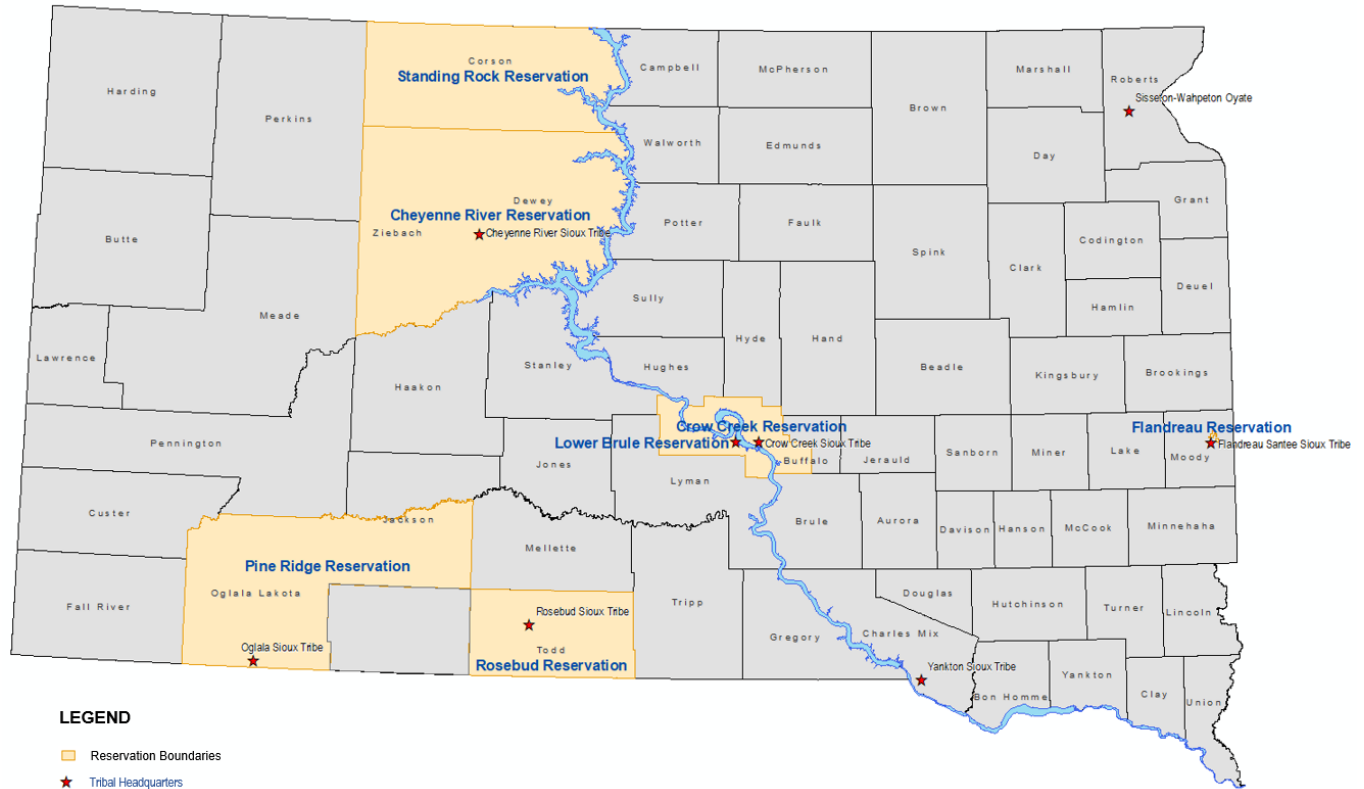 Corson
Standing Rock Reservation
Campbell
McPherson
Marshall
Roberts
Harding
Brown
Sisseton-Wahpeton Oyate
Perkins
Walworth
Edmunds
Day
Dewey
Cheyenne River Reservation
Grant
Potter
Faulk
Ziebach
Cheyenne River Sioux Tribe
Butte
Codington
Spink
Clark
Deuel
Sully
Hamlin
Meade
Hyde
Hand
Lawrence
Stanley
Hughes
Beadle
Kingsbury
Brookings
Haakon
Crow Creek Reservation
Flandreau Reservation
Pennington
Lower Brule Reservation
Crow Creek Sioux Tribe
Flandreau Santee Sioux Tribe
Jones
Buffalo
Jerauld
Sanborn
Miner
Lake
Moody
Lyman
Custer
Jackson
Brule
Aurora
Davison
Hanson
McCook
Minnehaha
Mellette
Pine Ridge Reservation
Oglala Lakota
Fall River
Tripp
Douglas
Hutchinson
Turner
Lincoln
Rosebud Sioux Tribe
Gregory
Charles Mix
Oglala Sioux Tribe
Todd
Rosebud Reservation
Yankton Sioux Tribe
Yankton
Bon Homme
Clay
Union
LEGEND
Reservation Boundaries
Tribal Headquarters